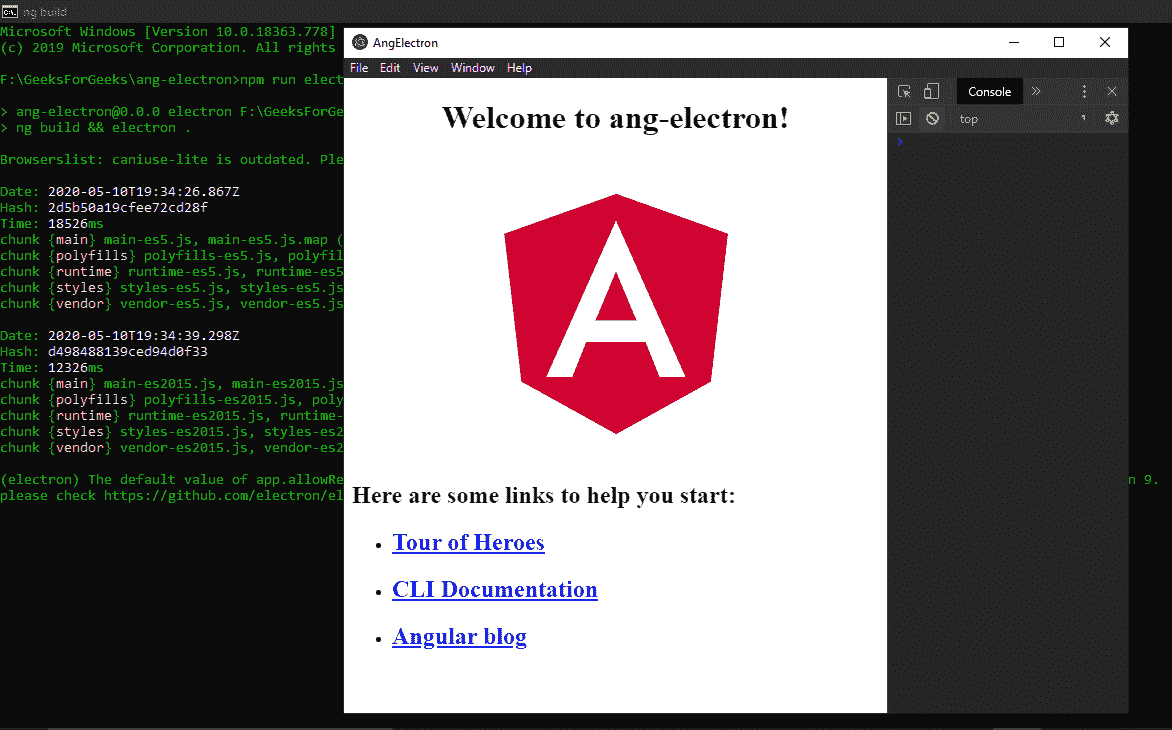 ng build
Microsoft Windows [Version 10.0.18363.778]
(c) 2019 Microsoft Corporation. All rights
F:\GeeksForGeeks\ang-electron>npm run elect
> ang-electron@0.0.0 electron F:\GeeksForGe
> ng build && electron .
Browserslist: caniuse-lite is outdated. Ple
Date: 2020-05-10T19:34:26.867Z
Hash: 2d5b50a19cfee72cd28f
Time: 18526ms
chunk {main} main-es5.js, main-es5.js.map (
chunk {polyfills} polyfills-es5.js, polyfil
chunk {runtime} runtime-es5.js, runtime-es5
chunk {styles} styles-es5.js, styles-es5.js
chunk {vendor} vendor-es5.js, vendor-es5.js
Date: 2020-05-10T19:34:39.298Z
Hash: d498488139ced94d0f33
Time: 12326ms
chunk {main} main-es2015.js, main-es2015.js
chunk {polyfills} polyfills-es2015.js, poly
chunk {runtime} runtime-es2015.js, runtime-
chunk {styles} styles-es2015.js, styles-es2
chunk {vendor} vendor-es2015.js, vendor-es2
(electron) The default value of app.allowRe
n 9.
please check https://github.com/electron/el
AngElectron
File Edit View Window Help
Welcome to ang-electron!
A
Here are some links to help you start:
Tour of Heroes
CLI Documentation
Angular blog
Console
top